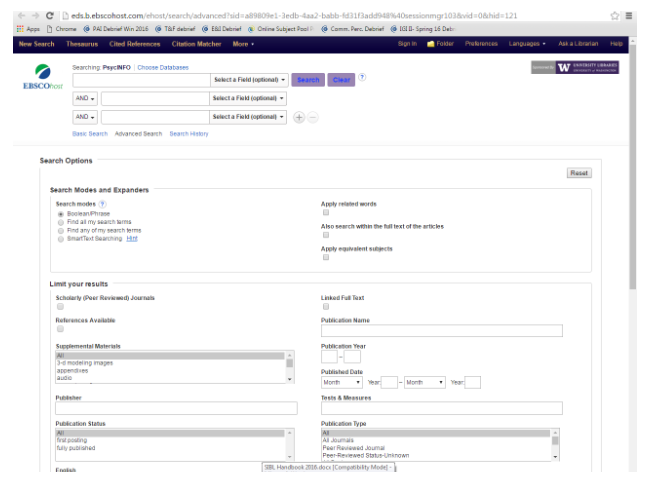 eds.b.ebscohost.com/ehost/search/advanced?sid=a89809e1-3edb-4aa2-babb-fd31f3add948%40sessionmgr103&vid=0&hid=121
Apps Chrome PAI Debrief Win 2016 T&F debrief E&I Debrief Online Subject Pool Comm. Perc. Debrief IGI II- Spring 16 Debr
New Search Thesaurus Cited References Citation Matcher More Sign In Folder Preferences Languages Ask a Librarian Help
EBSCOhost
Searching: PsycINFO Choose Databases
Select a Field (optional) Search Clear ?
AND Select a Field (optional)
AND Select a Field (optional) + −
Basic Search Advanced Search Search History
W UNIVERSITY LIBRARIES
Search Options
Reset
Search Modes and Expanders
Search modes ?
Boolean/Phrase
Find all my search terms
Find any of my search terms
SmartText Searching Hint
Apply related words
Also search within the full text of the articles
Apply equivalent subjects
Limit your results
Scholarly (Peer Reviewed) Journals
References Available
Supplemental Materials
All
3-d modeling images
appendixes
audio
Publisher
Publication Status
All
first posting
fully published
English
Linked Full Text
Publication Name
Publication Year
–
Published Date
Month Year: – Month Year:
Tests & Measures
Publication Type
All
All Journals
Peer Reviewed Journal
Peer-Reviewed Status-Unknown
Handbook 2016.docx [Compatibility Mode] -